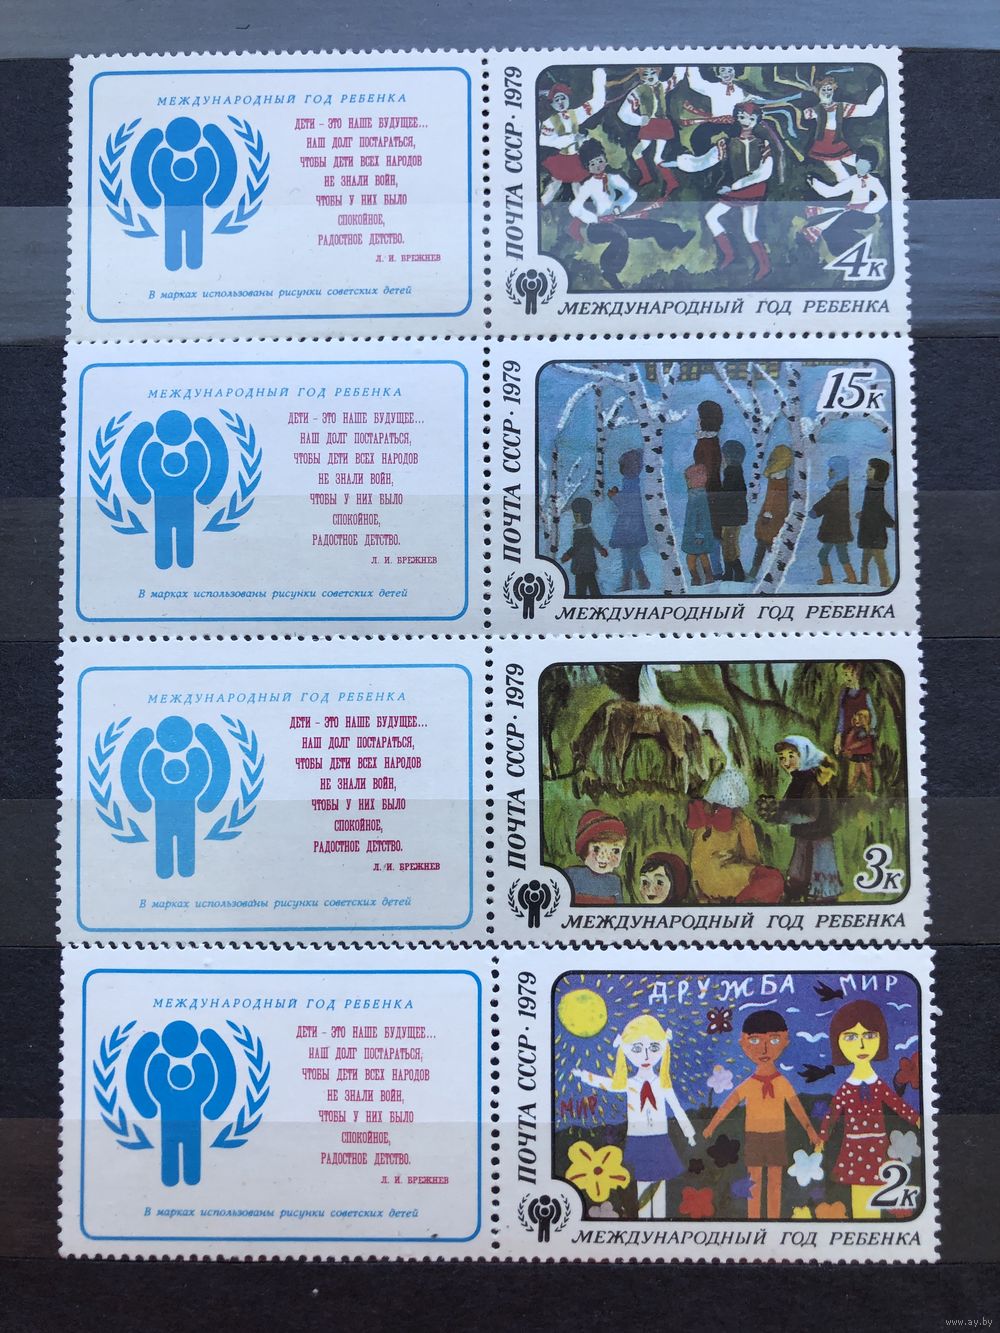 МЕЖДУНАРОДНЫЙ ГОД РЕБЕНКА
ДЕТИ – ЭТО НАШЕ БУДУЩЕЕ...
НАШ ДОЛГ ПОСТАРАТЬСЯ,
ЧТОБЫ ДЕТИ ВСЕХ НАРОДОВ
НЕ ЗНАЛИ ВОЙН,
ЧТОБЫ У НИХ БЫЛО
СПОКОЙНОЕ,
РАДОСТНОЕ ДЕТСТВО.
Л. И. БРЕЖНЕВ
В марках использованы рисунки советских детей
ПОЧТА СССР · 1979
4к
МЕЖДУНАРОДНЫЙ ГОД РЕБЕНКА
МЕЖДУНАРОДНЫЙ ГОД РЕБЕНКА
ДЕТИ – ЭТО НАШЕ БУДУЩЕЕ...
НАШ ДОЛГ ПОСТАРАТЬСЯ,
ЧТОБЫ ДЕТИ ВСЕХ НАРОДОВ
НЕ ЗНАЛИ ВОЙН,
ЧТОБЫ У НИХ БЫЛО
СПОКОЙНОЕ,
РАДОСТНОЕ ДЕТСТВО.
Л. И. БРЕЖНЕВ
В марках использованы рисунки советских детей
ПОЧТА СССР · 1979
15к
МЕЖДУНАРОДНЫЙ ГОД РЕБЕНКА
МЕЖДУНАРОДНЫЙ ГОД РЕБЕНКА
ДЕТИ – ЭТО НАШЕ БУДУЩЕЕ...
НАШ ДОЛГ ПОСТАРАТЬСЯ,
ЧТОБЫ ДЕТИ ВСЕХ НАРОДОВ
НЕ ЗНАЛИ ВОЙН,
ЧТОБЫ У НИХ БЫЛО
СПОКОЙНОЕ,
РАДОСТНОЕ ДЕТСТВО.
Л. И. БРЕЖНЕВ
В марках использованы рисунки советских детей
ПОЧТА СССР · 1979
3к
МЕЖДУНАРОДНЫЙ ГОД РЕБЕНКА
МЕЖДУНАРОДНЫЙ ГОД РЕБЕНКА
ДЕТИ – ЭТО НАШЕ БУДУЩЕЕ...
НАШ ДОЛГ ПОСТАРАТЬСЯ,
ЧТОБЫ ДЕТИ ВСЕХ НАРОДОВ
НЕ ЗНАЛИ ВОЙН,
ЧТОБЫ У НИХ БЫЛО
СПОКОЙНОЕ,
РАДОСТНОЕ ДЕТСТВО.
Л. И. БРЕЖНЕВ
В марках использованы рисунки советских детей
ПОЧТА СССР · 1979
ДРУЖБА МИР
МИР
2к
МЕЖДУНАРОДНЫЙ ГОД РЕБЕНКА
www.ay.by